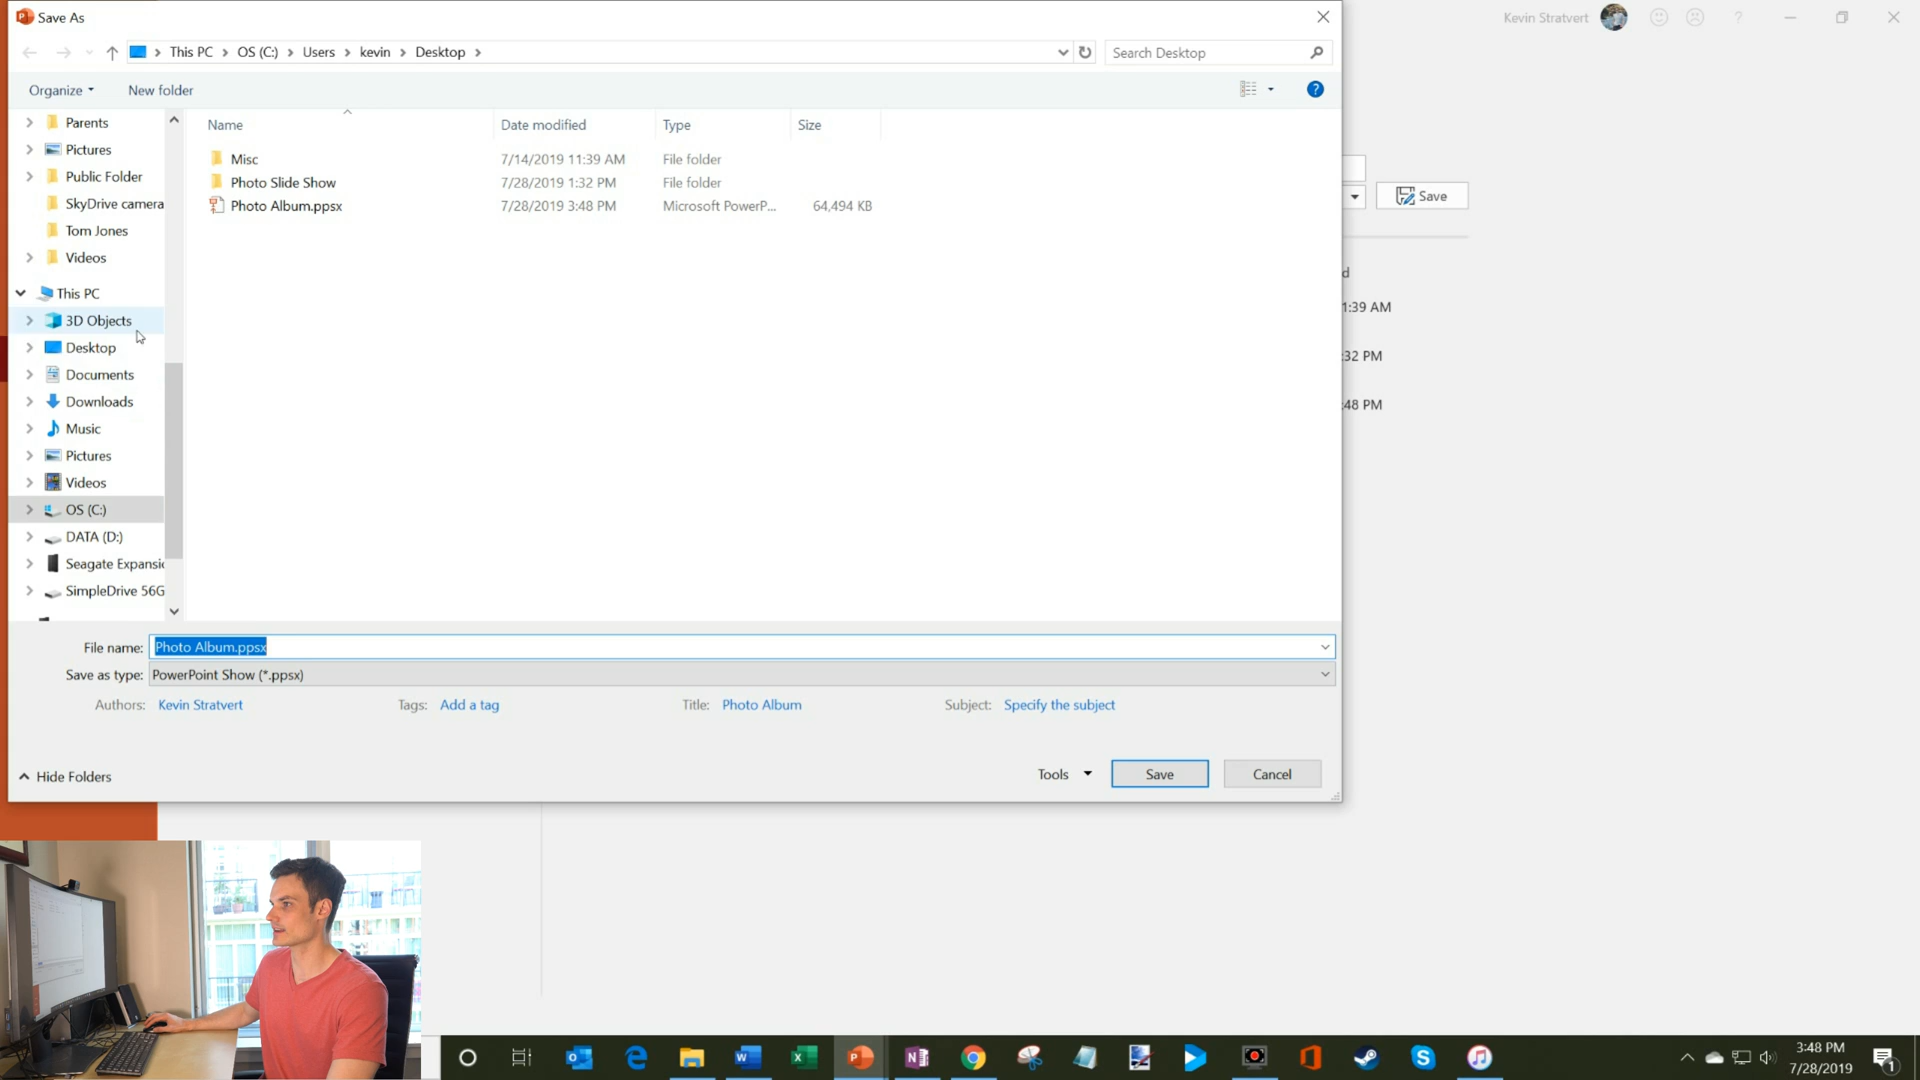 Save As
Kevin Stratvert
This PC > OS (C:) > Users > kevin > Desktop >
Search Desktop
Organize
New folder
Name
Date modified
Type
Size
Misc
7/14/2019 11:39 AM
File folder
Photo Slide Show
7/28/2019 1:32 PM
File folder
Photo Album.ppsx
7/28/2019 3:48 PM
Microsoft PowerP...
64,494 KB
Parents
Pictures
Public Folder
SkyDrive camera
Tom Jones
Videos
This PC
3D Objects
Desktop
Documents
Downloads
Music
Pictures
Videos
OS (C:)
DATA (D:)
Seagate Expansi
SimpleDrive 56G
Save
d
1:39 AM
:32 PM
:48 PM
File name: Photo Album.ppsx
Save as type: PowerPoint Show (*.ppsx)
Authors: Kevin Stratvert
Tags: Add a tag
Title: Photo Album
Subject: Specify the subject
Hide Folders
Tools
Save
Cancel
3:48 PM
7/28/2019
1